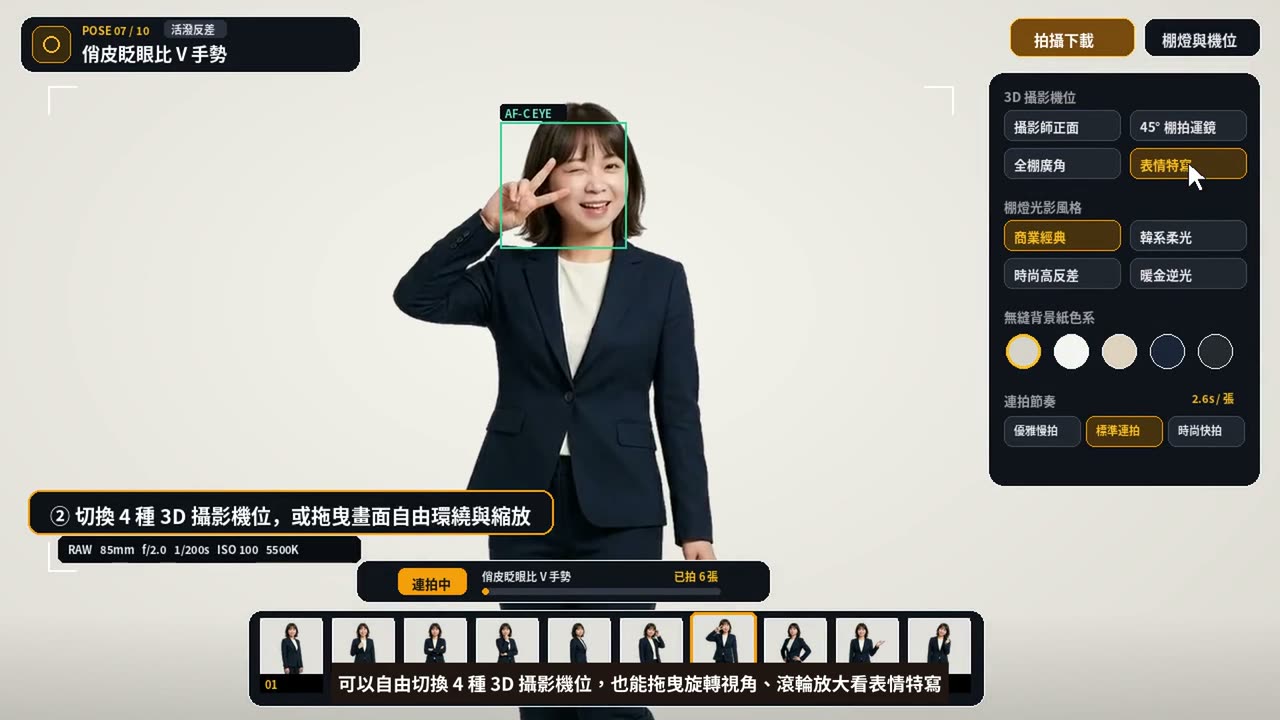 POSE 07 / 10 活潑反差
俏皮眨眼比 V 手勢
拍攝下載
棚燈與機位
AF-C EYE
3D 攝影機位
攝影師正面
45° 棚拍運鏡
全棚廣角
表情特寫
棚燈光影風格
商業經典
韓系柔光
時尚高反差
暖金逆光
無縫背景紙色系
連拍節奏
2.6s / 張
優雅慢拍
標準連拍
時尚快拍
② 切換 4 種 3D 攝影機位，或拖曳畫面自由環繞與縮放
RAW 85mm f/2.0 1/200s ISO 100 5500K
連拍中
俏皮眨眼比 V 手勢
已拍 6 張
01
可以自由切換 4 種 3D 攝影機位，也能拖曳旋轉視角、滾輪放大看表情特寫